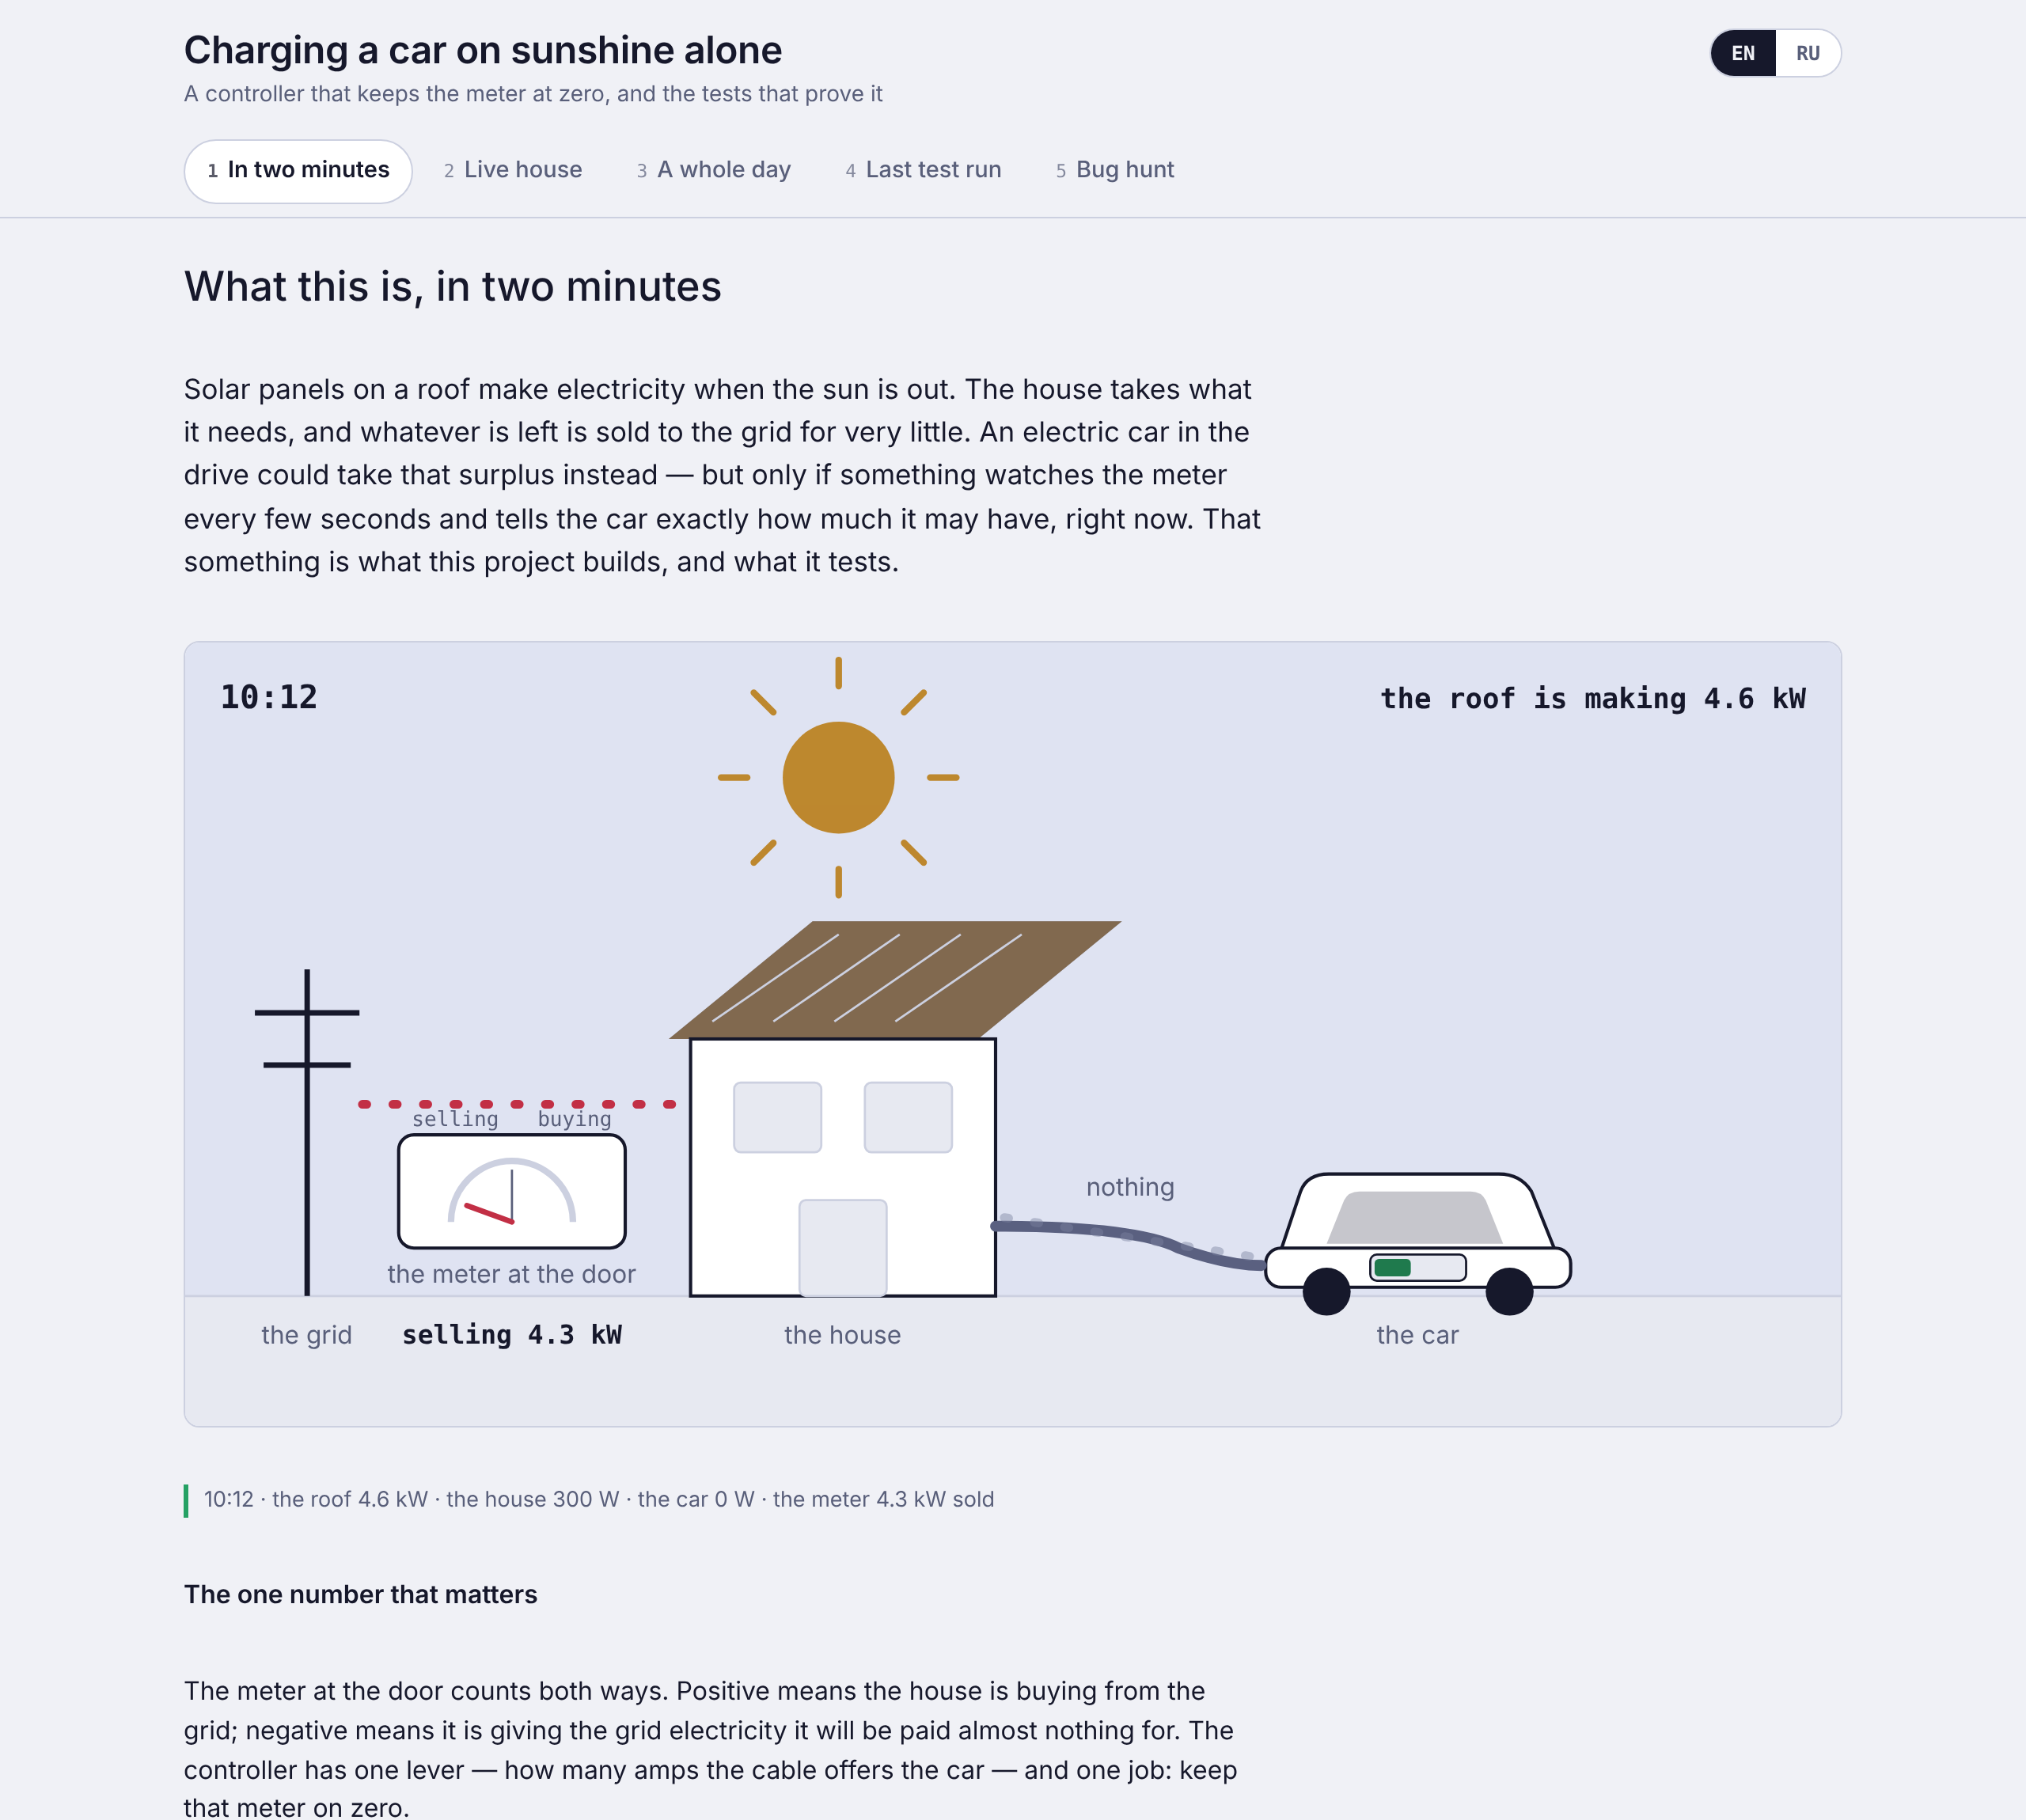 Charging a car on sunshine alone
EN RU
A controller that keeps the meter at zero, and the tests that prove it
1 In two minutes 2 Live house 3 A whole day 4 Last test run 5 Bug hunt
What this is, in two minutes
Solar panels on a roof make electricity when the sun is out. The house takes what
it needs, and whatever is left is sold to the grid for very little. An electric car in the
drive could take that surplus instead — but only if something watches the meter
every few seconds and tells the car exactly how much it may have, right now. That
something is what this project builds, and what it tests.
10:12
the roof is making 4.6 kW
selling buying
nothing
the meter at the door
the grid
selling 4.3 kW
the house
the car
10:12 · the roof 4.6 kW · the house 300 W · the car 0 W · the meter 4.3 kW sold
The one number that matters
The meter at the door counts both ways. Positive means the house is buying from the
grid; negative means it is giving the grid electricity it will be paid almost nothing for. The
controller has one lever — how many amps the cable offers the car — and one job: keep
that meter on zero.